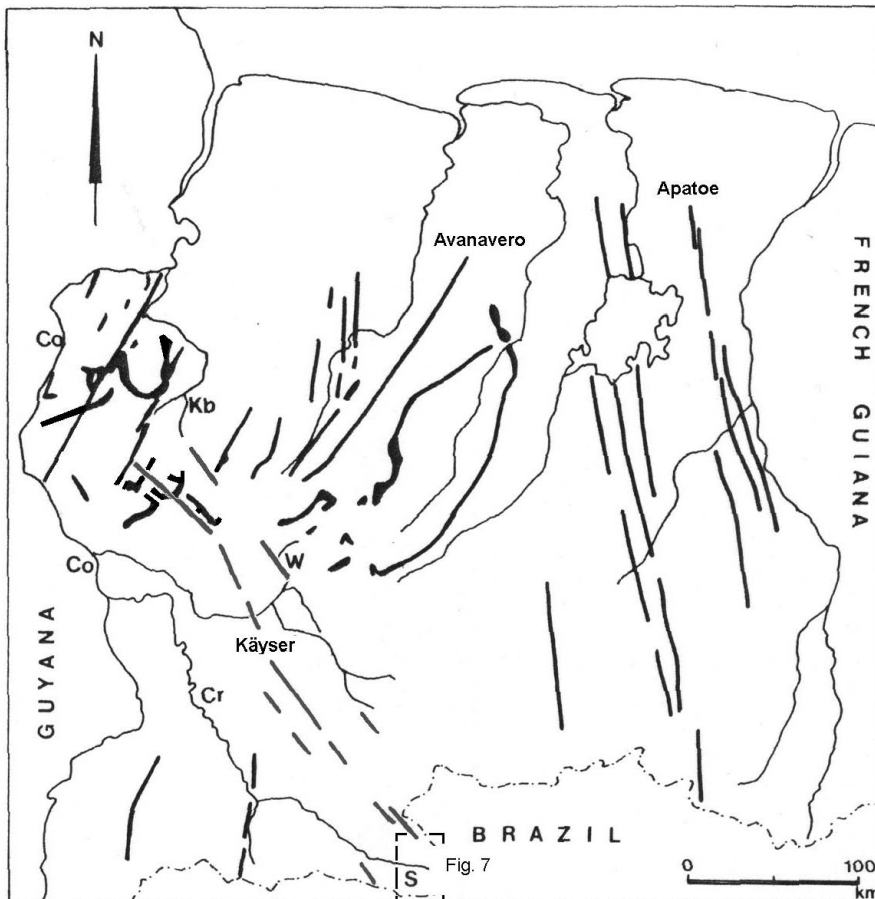 N
Apatoe
Avanavero
FRENCH GUIANA
Co
Kb
W
Co
GUYANA
Käyser
Cr
BRAZIL
Fig. 7
S
0 100
km